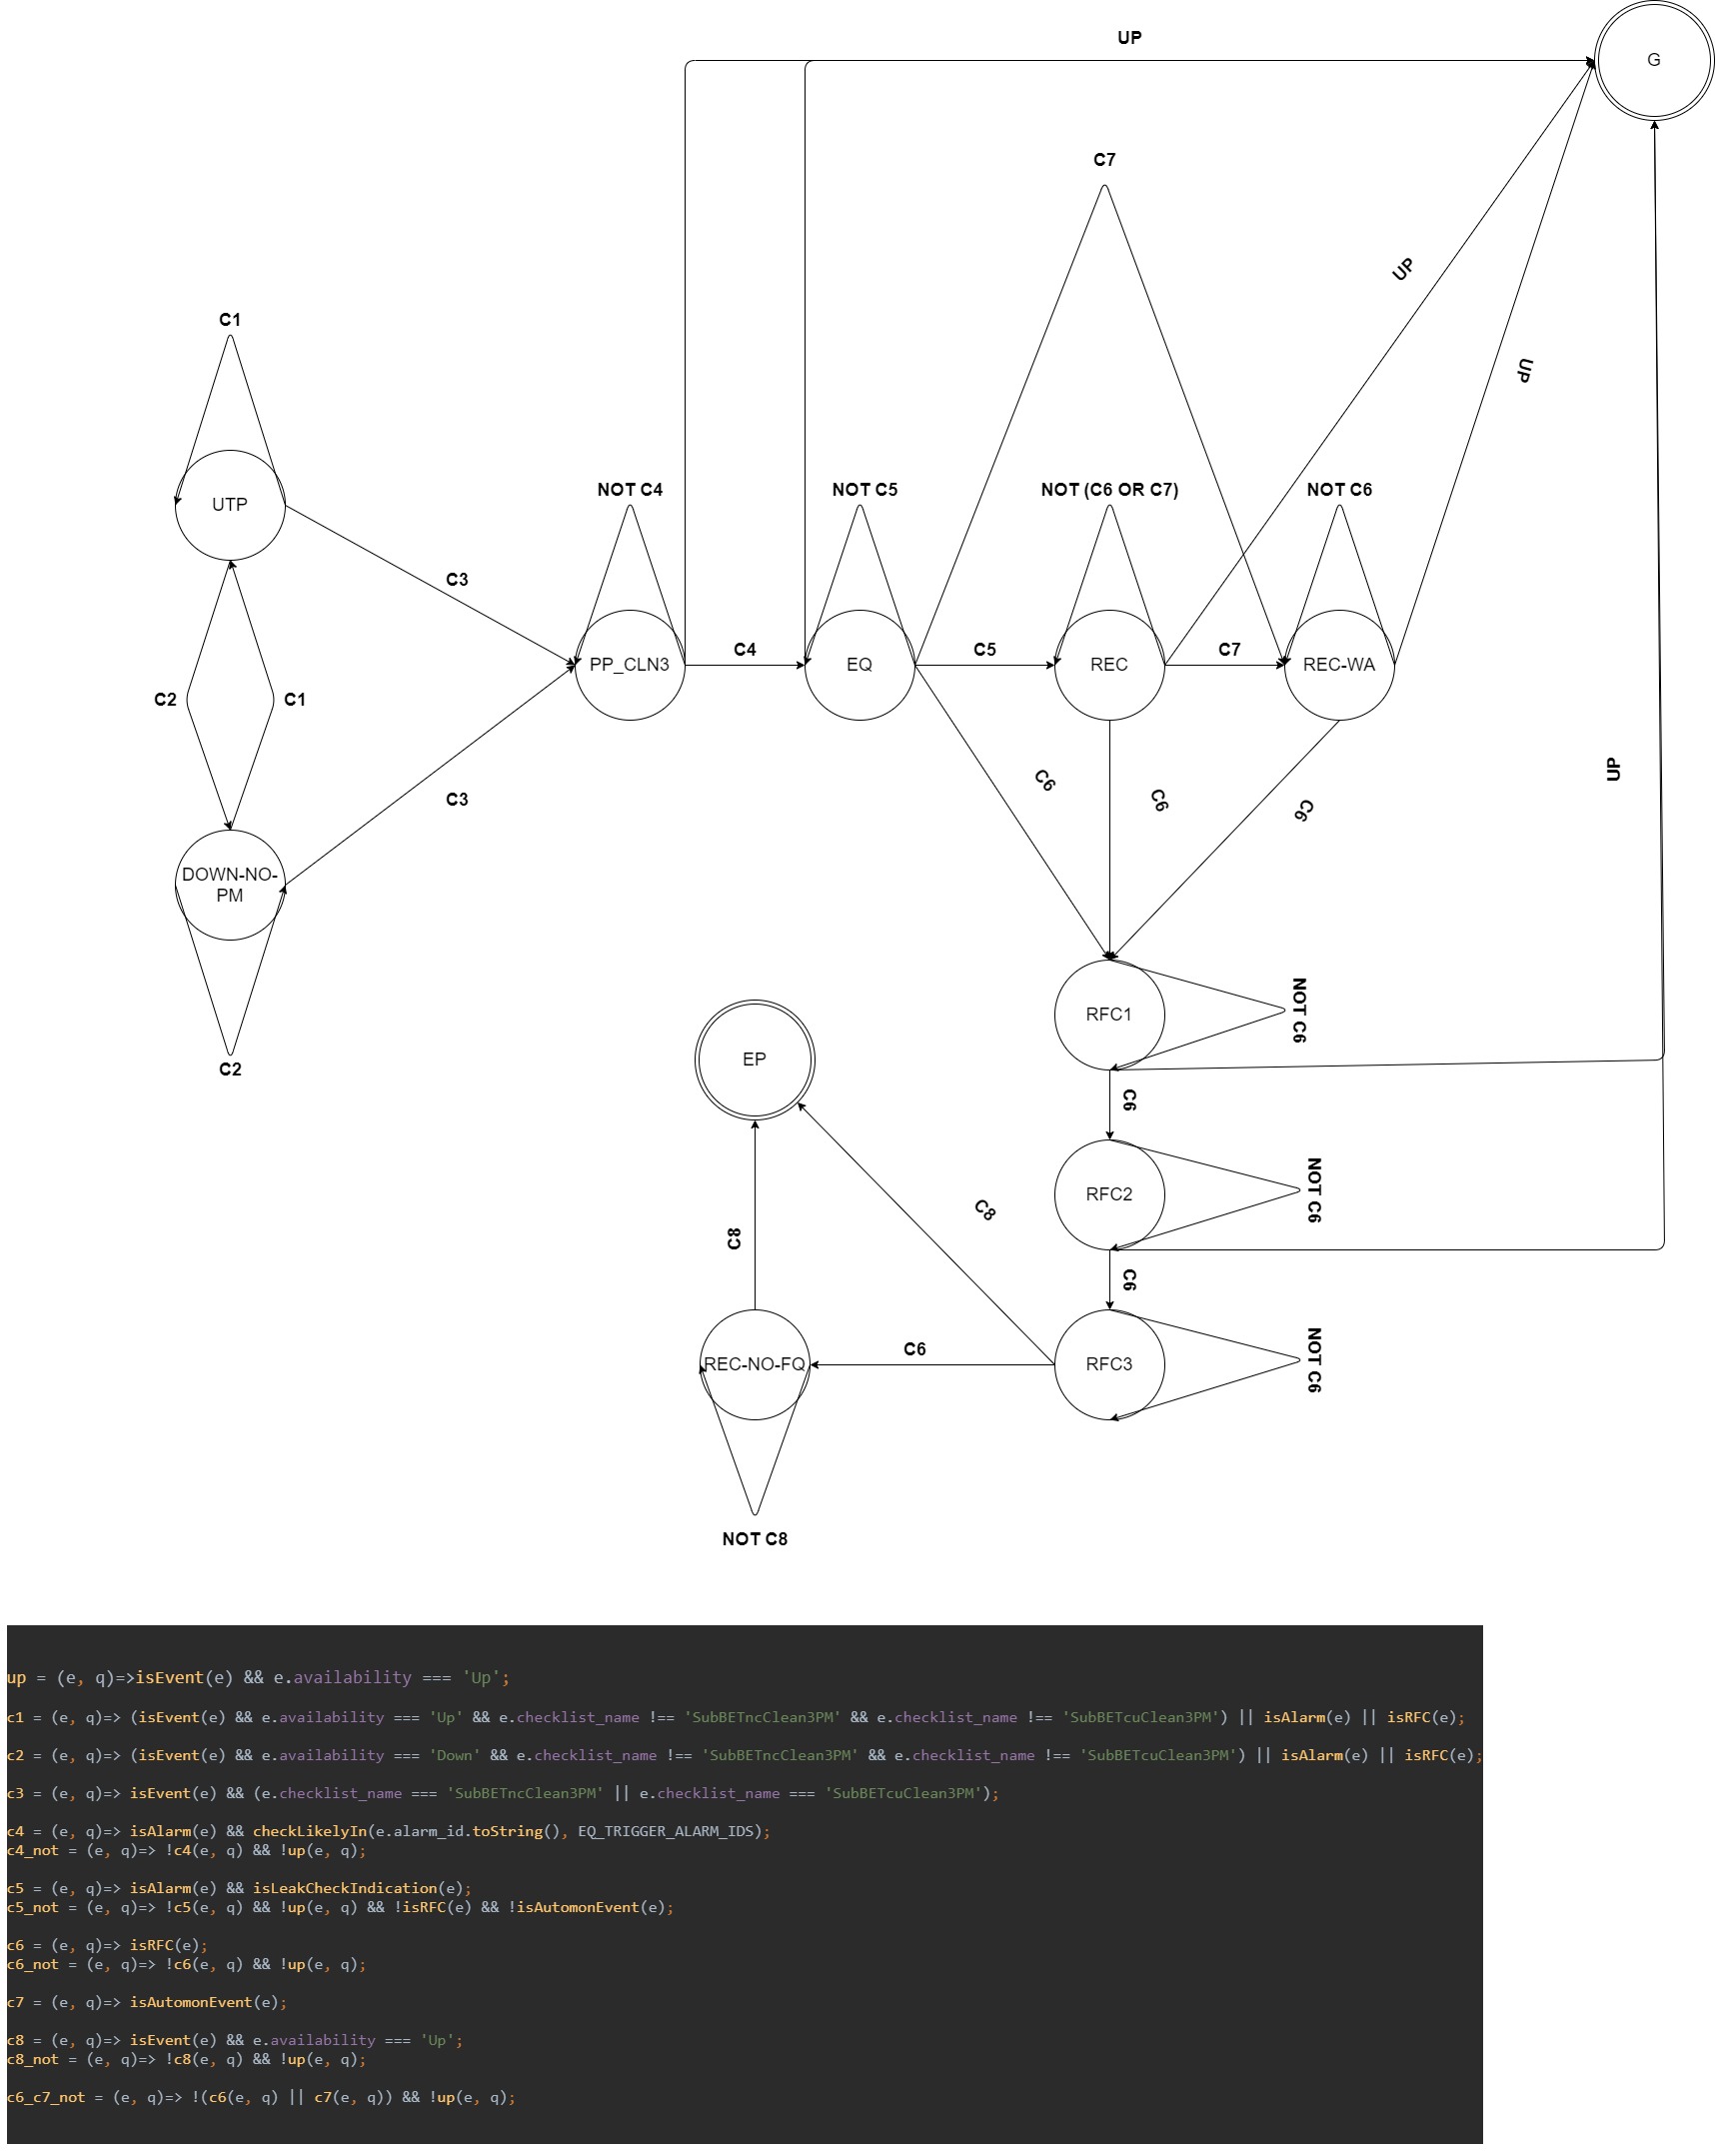 UP
G
C7
UP
C1
UP
UTP
NOT C4
NOT C5
NOT (C6 OR C7)
NOT C6
C3
PP_CLN3
C4
EQ
C5
REC
C7
REC-WA
C2
C1
C3
C6
C6
C6
UP
DOWN-NO-
PM
C2
RFC1
NOT C6
EP
C6
RFC2
NOT C6
C8
C8
C6
REC-NO-FQ
C6
RFC3
NOT C6
NOT C8
up = (e, q)=>isEvent(e) && e.availability === 'Up';
c1 = (e, q)=> (isEvent(e) && e.availability === 'Up' && e.checklist_name !== 'SubBETncClean3PM' && e.checklist_name !== 'SubBETcuClean3PM') || isAlarm(e) || isRFC(e);
c2 = (e, q)=> (isEvent(e) && e.availability === 'Down' && e.checklist_name !== 'SubBETncClean3PM' && e.checklist_name !== 'SubBETcuClean3PM') || isAlarm(e) || isRFC(e);
c3 = (e, q)=> isEvent(e) && (e.checklist_name === 'SubBETncClean3PM' || e.checklist_name === 'SubBETcuClean3PM');
c4 = (e, q)=> isAlarm(e) && checkLikelyIn(e.alarm_id.toString(), EQ_TRIGGER_ALARM_IDS);
c4_not = (e, q)=> !c4(e, q) && !up(e, q);
c5 = (e, q)=> isAlarm(e) && isLeakCheckIndication(e);
c5_not = (e, q)=> !c5(e, q) && !up(e, q) && !isRFC(e) && !isAutomonEvent(e);
c6 = (e, q)=> isRFC(e);
c6_not = (e, q)=> !c6(e, q) && !up(e, q);
c7 = (e, q)=> isAutomonEvent(e);
c8 = (e, q)=> isEvent(e) && e.availability === 'Up';
c8_not = (e, q)=> !c8(e, q) && !up(e, q);
c6_c7_not = (e, q)=> !(c6(e, q) || c7(e, q)) && !up(e, q);